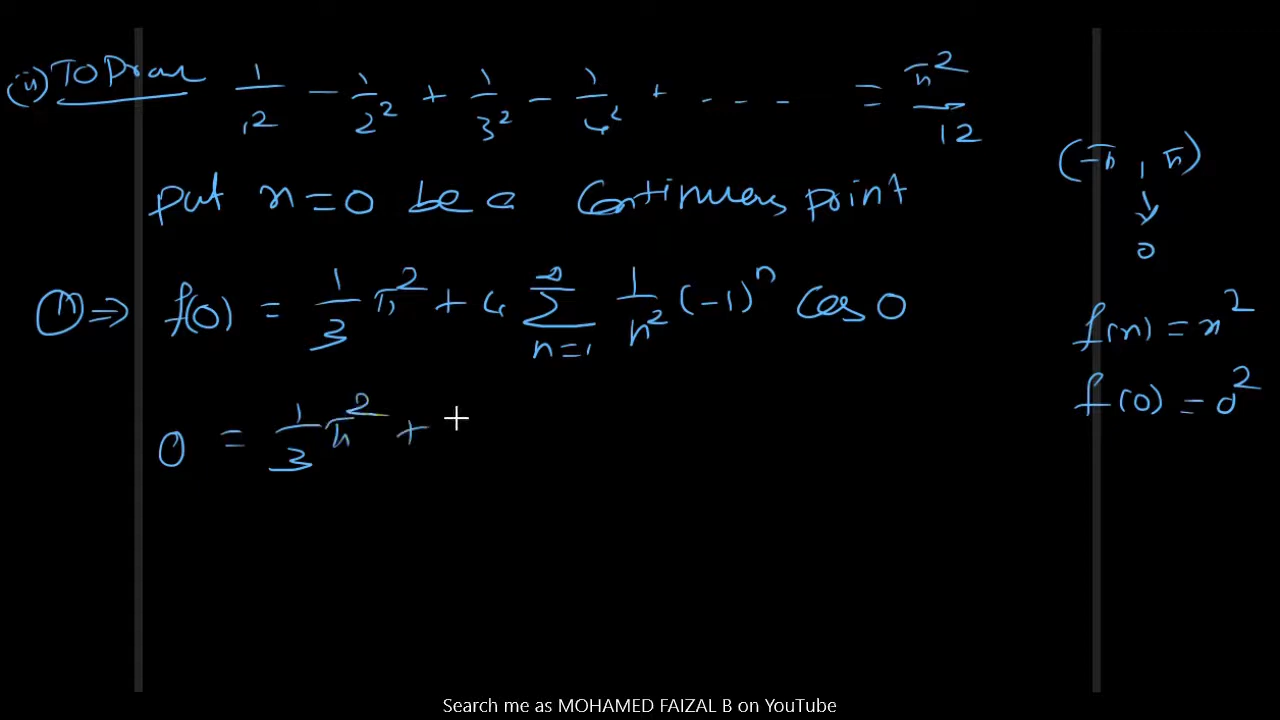 (ii) To Prove 1/1² - 1/2² + 1/3² - 1/4² + ---- = π²/12
(-π, π)
↓
0
put x=0 be a Continuous point
① ⇒ f(0) = 1/3 π² + 4 ∑_{n=1}^{∞} 1/n² (-1)ⁿ cos 0
f(x) = x²
f(0) = 0²
0 = 1/3 π² +
Search me as MOHAMED FAIZAL B on YouTube